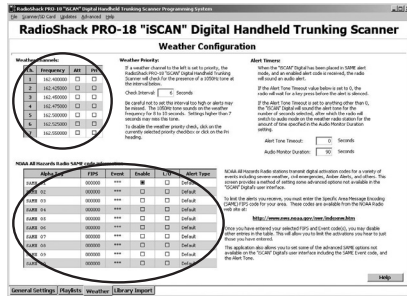 RadioShack PRO-18 "iSCAN" Digital Handheld Trunking Scanner Programming System
File Scanner/SD Card Updates Advanced Help
RadioShack PRO-18 "iSCAN" Digital Handheld Trunking Scanner
Weather Configuration
Weather Channels:
Ch. Frequency Att Pri
1 162.400000
2 162.425000
3 162.450000
4 162.475000
5 162.500000
6 162.525000
7 162.550000
Weather Priority:
If a weather channel to the left is set to priority, the
RadioShack PRO-18 "iSCAN" Digital Handheld Trunking
Scanner will check for the presence of a 1050Hz tone at
the interval below.
Check Interval: 6 Seconds
Be careful not to set the interval too high or alerts may
be missed. The 1050Hz tone sounds on the weather
frequency for 8 to 10 seconds. Settings higher than 7
seconds may miss the tone.
To disable the weather priority check, click on the
currently selected priority checkbox or click on the Pri
heading.
Alert Timers:
When the "iSCAN" Digital has been placed in SAME alert
mode, and an enabled alert code is received, the radio
will sound an audio alert.
If the Alert Tone Timeout value below is set to 0, the
radio will wait for a key press before the alert is silenced.
If the Alert Tone Timeout is set to anything other than 0,
the "iSCAN" Digital will sound the alert tone for the
number of seconds selected, after which the radio will
switch to audio mode on the weather radio station for the
amount of time specified in the Audio Monitor Duration
setting.
Alert Tone Timeout: 0 Seconds
Audio Monitor Duration: 90 Seconds
NOAA All Hazards Radio SAME code information:
Alpha Tag FIPS Event Enable L/O Alert Type
SAME 01 000000 *** Default
SAME 02 000000 *** Default
SAME 03 000000 *** Default
SAME 04 000000 *** Default
SAME 05 000000 *** Default
SAME 06 000000 *** Default
SAME 07 000000 *** Default
SAME 08 000000 *** Default
SAME 09 000000 *** Default
NOAA All Hazards Radio stations transmit digital activation codes for a variety of
events including severe weather, civil emergencies, Amber Alerts, and others. This
screen provides a method of setting some advanced options not available in the
"iSCAN" Digital's user interface.
To limit the alerts you receive, you must enter the Specific Area Message Encoding
(SAME) FIPS code for your area. These codes are available from the NOAA Radio
web site at:
http://www.nws.noaa.gov/nwr/indexnw.htm
Once you have entered your selected FIPS and Event code(s), you may disable
other entries in the table. This will allow you to limit the activations you hear to just
those you have entered.
This application also allows you to set some of the advanced SAME options not
available on the "iSCAN" Digital's user interface including the SAME Event code, and
the Alert Tone.
Help
General Settings Playlists Weather Library Import